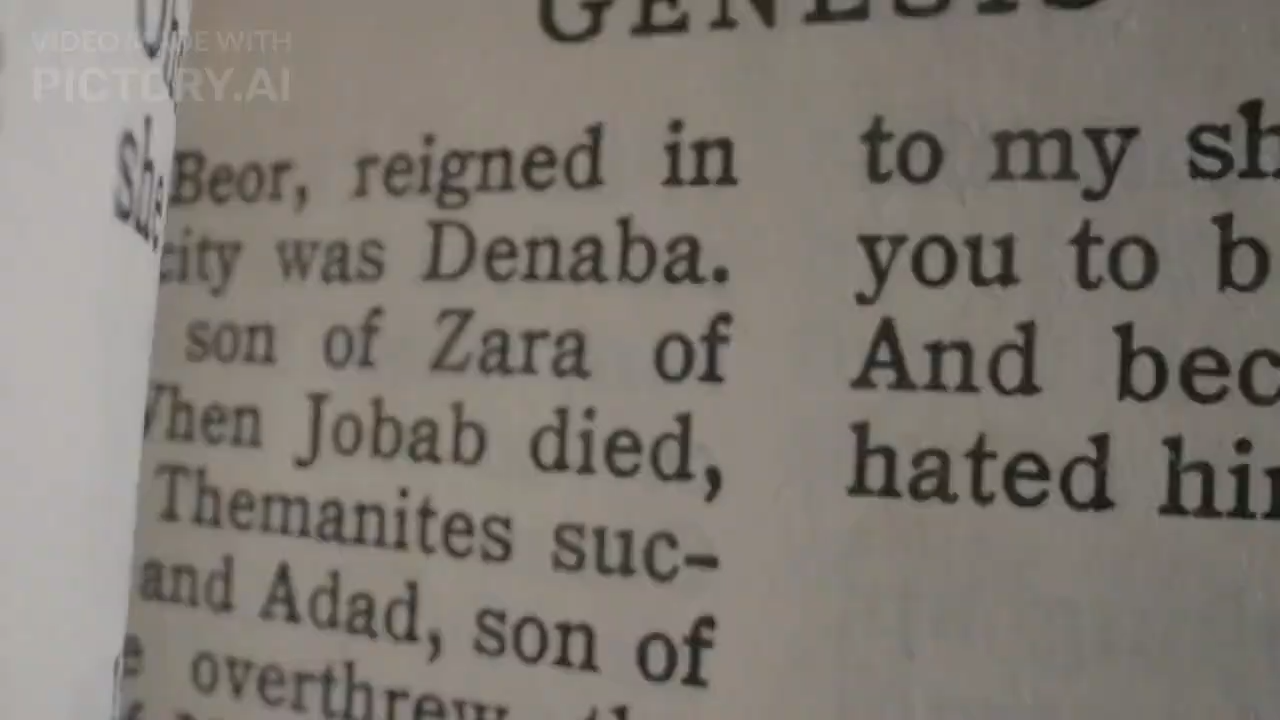 VIDEO MADE WITH
PICTORY.AI
GENESIS
Beor, reigned in
city was Denaba.
son of Zara of
When Jobab died,
Themanites suc-
and Adad, son of
overthrew
to my sh
you to b
And bec
hated him